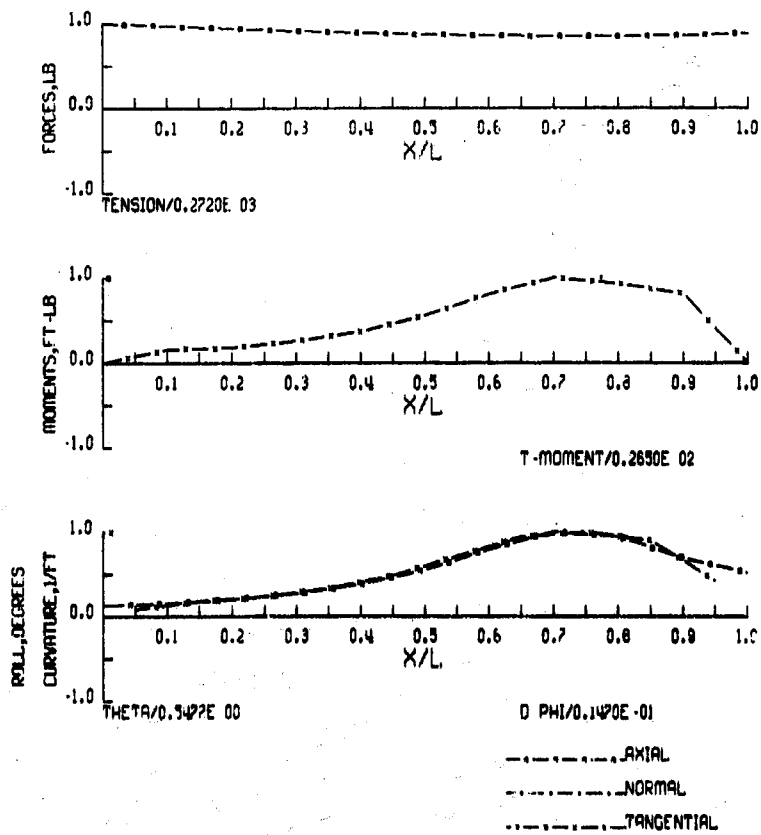 FORCES,LB
1.0
0.0
-1.0
0.1 0.2 0.3 0.4 0.5 0.6 0.7 0.8 0.9 1.0
X/L
TENSION/0.2720E 03
MOMENTS,FT-LB
1.0
0.0
-1.0
0.1 0.2 0.3 0.4 0.5 0.6 0.7 0.8 0.9 1.0
X/L
T-MOMENT/0.2650E 02
ROLL,DEGREES
CURVATURE,1/FT
1.0
0.0
-1.0
0.1 0.2 0.3 0.4 0.5 0.6 0.7 0.8 0.9
X/L
THETA/0.5477E 00
D PHI/0.1470E-01
AXIAL
NORMAL
TANGENTIAL